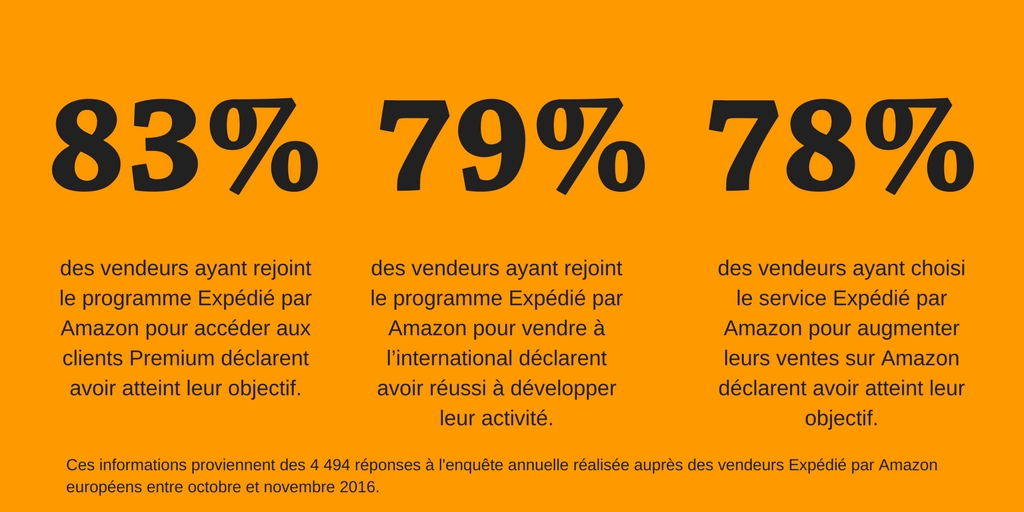 83%
des vendeurs ayant rejoint
le programme Expédié par
Amazon pour accéder aux
clients Premium déclarent
avoir atteint leur objectif.
79%
des vendeurs ayant rejoint
le programme Expédié par
Amazon pour vendre à
l’international déclarent
avoir réussi à développer
leur activité.
78%
des vendeurs ayant choisi
le service Expédié par
Amazon pour augmenter
leurs ventes sur Amazon
déclarent avoir atteint leur
objectif.
Ces informations proviennent des 4 494 réponses à l'enquête annuelle réalisée auprès des vendeurs Expédié par Amazon
européens entre octobre et novembre 2016.